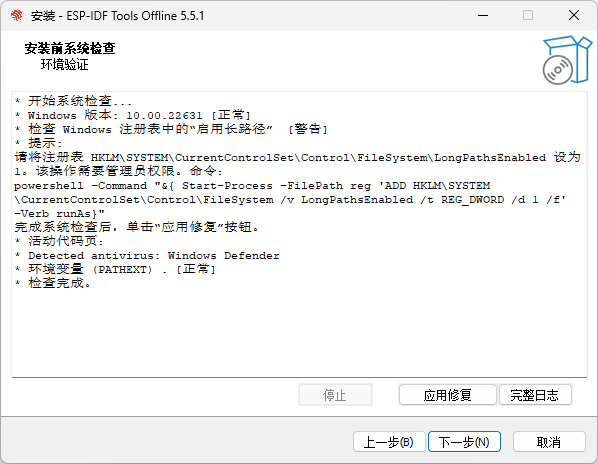 安装 - ESP-IDF Tools Offline 5.5.1
安装前系统检查
环境验证
* 开始系统检查...
* Windows 版本: 10.00.22631 [正常]
* 检查 Windows 注册表中的“启用长路径” [警告]
* 提示:
请将注册表 HKLM\SYSTEM\CurrentControlSet\Control\FileSystem\LongPathsEnabled 设为
1。该操作需要管理员权限。命令:
powershell -Command "&{ Start-Process -FilePath reg 'ADD HKLM\SYSTEM
\CurrentControlSet\Control\FileSystem /v LongPathsEnabled /t REG_DWORD /d 1 /f'
-Verb runAs}"
完成系统检查后，单击“应用修复”按钮。
* 活动代码页:
* Detected antivirus: Windows Defender
* 环境变量 (PATHEXT) . [正常]
* 检查完成。
停止
应用修复
完整日志
上一步(B)
下一步(N)
取消